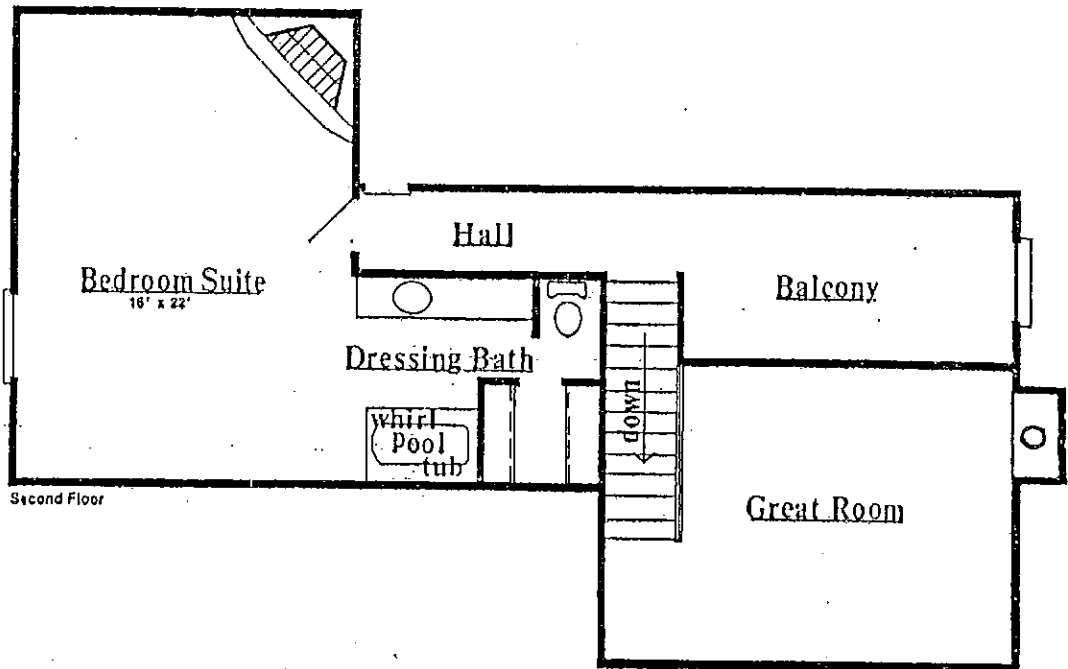 Hall
Bedroom Suite
16' x 22'
Balcony
Dressing Bath
down
whirl
pool
tub
Second Floor
Great Room